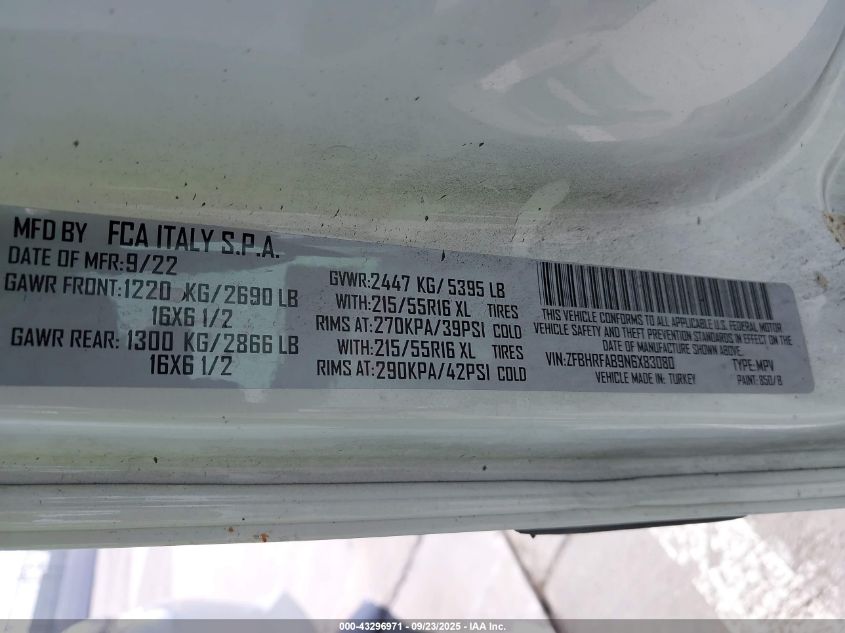 MFD BY FCA ITALY S.P.A.
DATE OF MFR:9/22
GAWR FRONT:1220 KG/2690 LB
16X6 1/2
GAWR REAR: 1300 KG/2866 LB
16X6 1/2
GVWR:2447 KG/5395 LB
WITH:215/55R16 XL TIRES
RIMS AT:270KPA/39PSI COLD
WITH:215/55R16 XL TIRES
RIMS AT:290KPA/42PSI COLD
THIS VEHICLE CONFORMS TO ALL APPLICABLE U.S. FEDERAL MOTOR
VEHICLE SAFETY AND THEFT PREVENTION STANDARDS IN EFFECT ON THE
DATE OF MANUFACTURE SHOWN ABOVE.
VIN:ZFBHRFAB9N6X83080 TYPE:MPV
VEHICLE MADE IN: TURKEY PAINT: 850/B
000-43296971 - 09/23/2025 - IAA Inc.